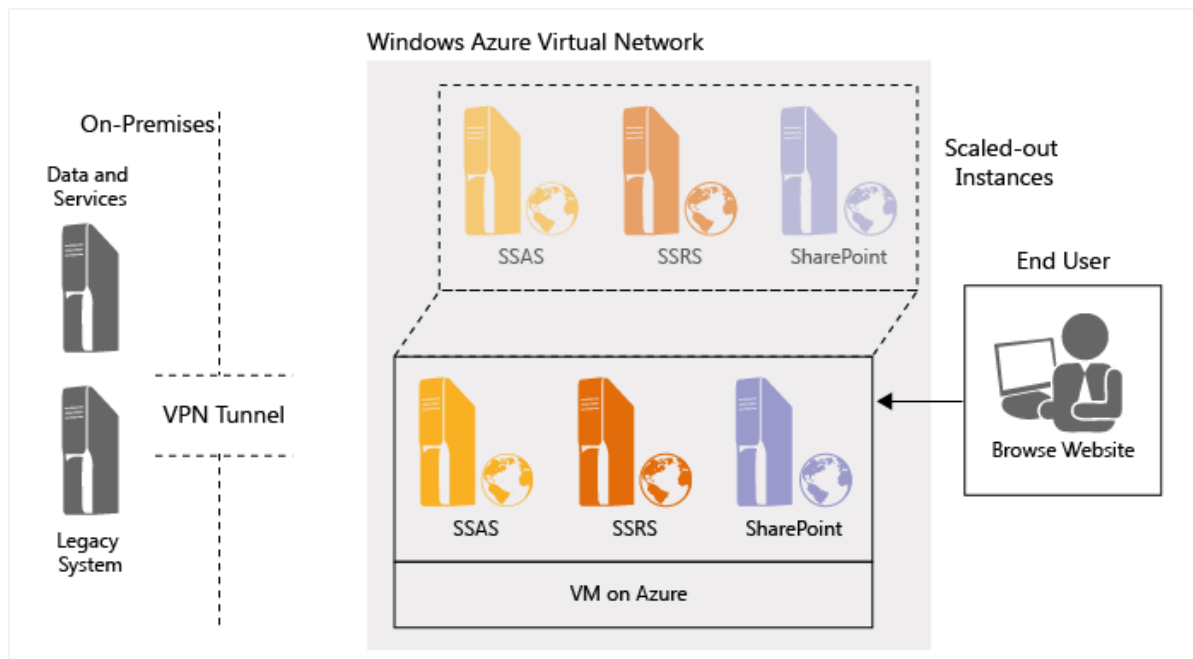 Windows Azure Virtual Network
On-Premises
Data and
Services
Legacy
System
VPN Tunnel
SSAS
SSRS
SharePoint
Scaled-out
Instances
SSAS
SSRS
SharePoint
VM on Azure
End User
Browse Website